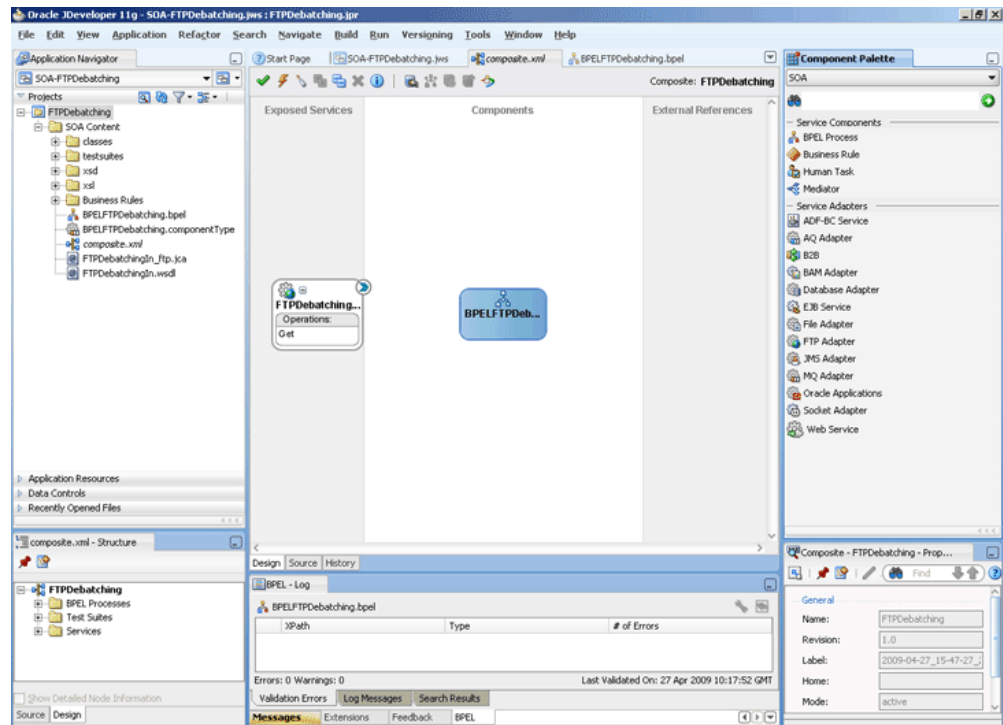 Oracle JDeveloper 11g - SOA-FTPDebatching.jws : FTPDebatching.jpr
File Edit View Application Refactor Search Navigate Build Run Versioning Tools Window Help
Application Navigator
SOA-FTPDebatching
Projects
FTPDebatching
SOA Content
classes
testsuites
xsd
xsl
Business Rules
BPELFTPDebatching.bpel
BPELFTPDebatching.componentType
composite.xml
FTPDebatchingIn_ftp.jca
FTPDebatchingIn.wsdl
Application Resources
Data Controls
Recently Opened Files
composite.xml - Structure
FTPDebatching
BPEL Processes
Test Suites
Services
Show Detailed Node Information
Source Design
Start Page SOA-FTPDebatching.jws composite.xml BPELFTPDebatching.bpel
Composite: FTPDebatching
Exposed Services Components External References
FTPDebatching...
Operations:
Get
BPELFTPDeb...
Design Source History
BPEL - Log
BPELFTPDebatching.bpel
XPath Type # of Errors
Errors: 0 Warnings: 0 Last Validated On: 27 Apr 2009 10:17:52 GMT
Validation Errors Log Messages Search Results
Messages Extensions Feedback BPEL
Component Palette
SOA
Service Components
BPEL Process
Business Rule
Human Task
Mediator
Service Adapters
ADF-BC Service
AQ Adapter
B2B
BAM Adapter
Database Adapter
EJB Service
File Adapter
FTP Adapter
JMS Adapter
MQ Adapter
Oracle Applications
Socket Adapter
Web Service
Composite - FTPDebatching - Prop...
Find
General
Name: FTPDebatching
Revision: 1.0
Label: 2009-04-27_15-47-27_
Home:
Mode: active